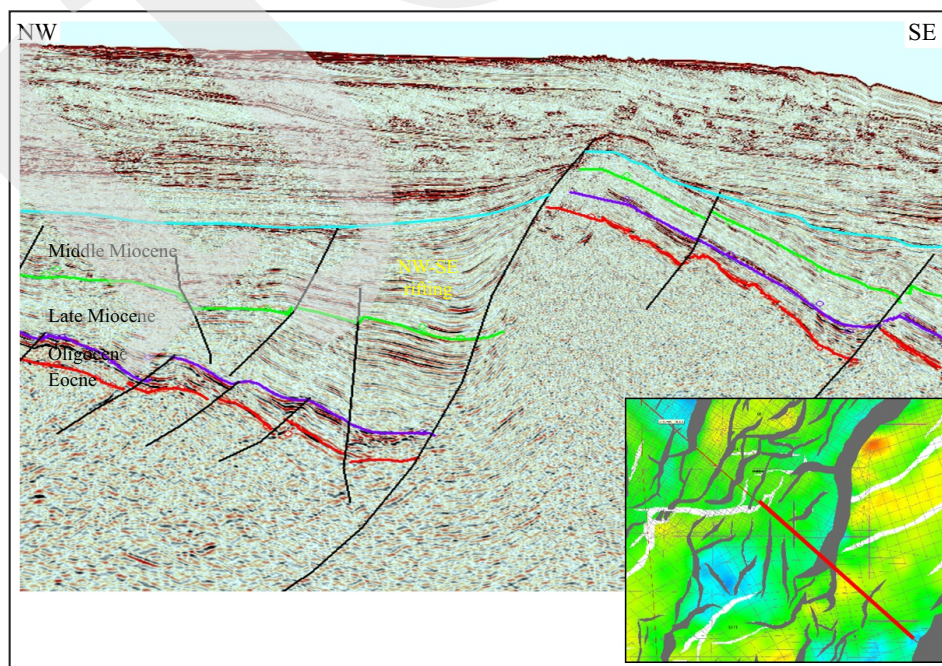 NW
SE
Middle Miocene
NW-SE
rifting
Late Miocene
Oligocene
Eocne